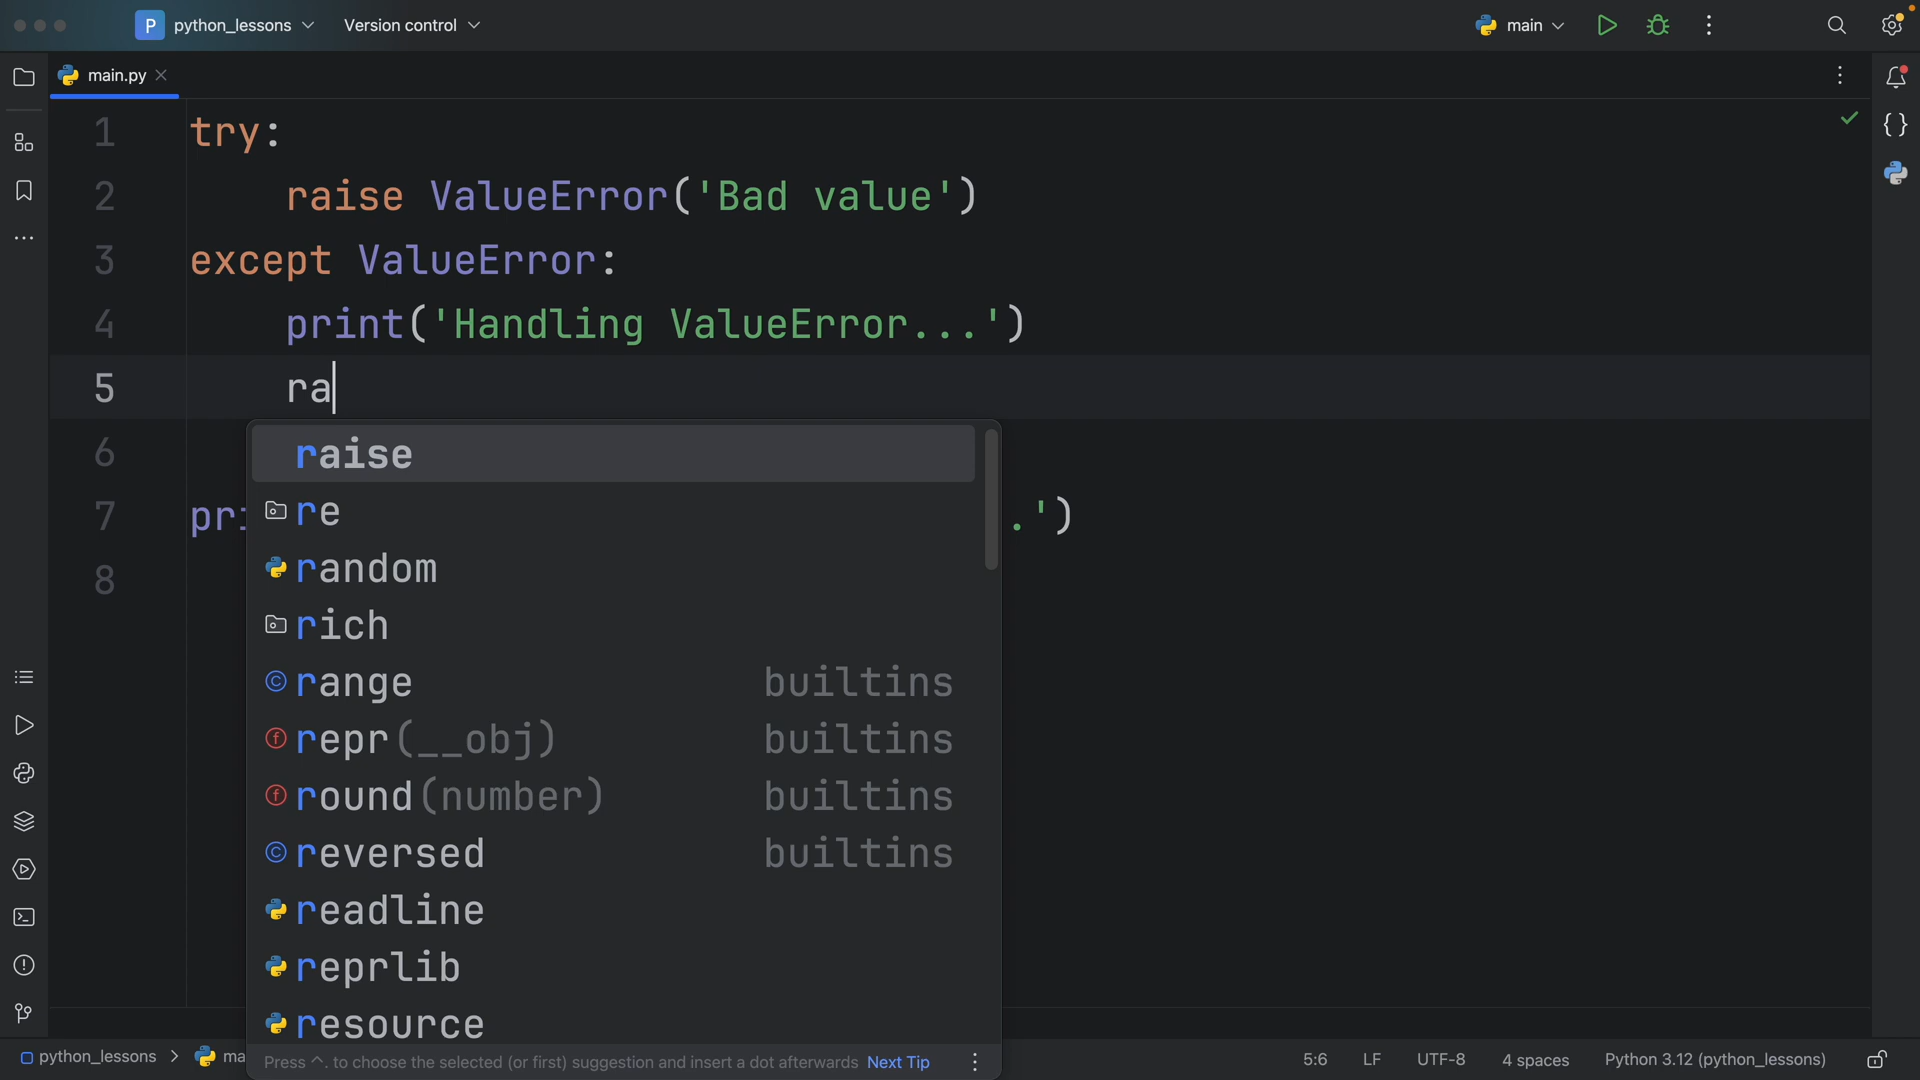 P python_lessons Version control main
main.py
1 try:
2 raise ValueError('Bad value')
3 except ValueError:
4 print('Handling ValueError...')
5 ra
6
7 pri .')
8
raise
re
random
rich
range builtins
repr(__obj) builtins
round(number) builtins
reversed builtins
readline
reprlib
resource
Press ^. to choose the selected (or first) suggestion and insert a dot afterwards Next Tip
python_lessons > ma 5:6 LF UTF-8 4 spaces Python 3.12 (python_lessons)